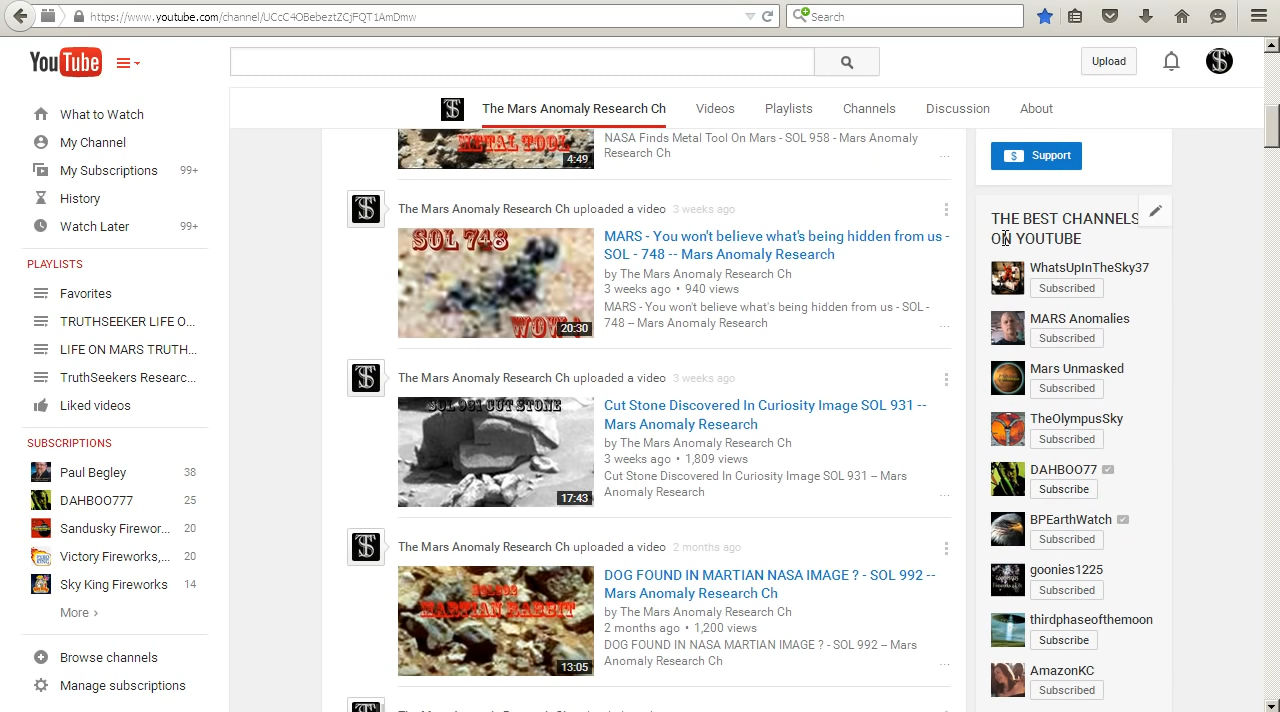 https://www.youtube.com/channel/UCcC4OBebeztZCjFQT1AmDmw
Search
YouTube
Upload
What to Watch
My Channel
My Subscriptions 99+
History
Watch Later 99+
PLAYLISTS
Favorites
TRUTHSEEKER LIFE O...
LIFE ON MARS TRUTH...
TruthSeekers Researc...
Liked videos
SUBSCRIPTIONS
Paul Begley 38
DAHBOO777 25
Sandusky Firewor... 20
Victory Fireworks,... 20
Sky King Fireworks 14
More ›
Browse channels
Manage subscriptions
The Mars Anomaly Research Ch
Videos
Playlists
Channels
Discussion
About
METAL TOOL
4:49
NASA Finds Metal Tool On Mars - SOL 958 - Mars Anomaly
Research Ch
...
The Mars Anomaly Research Ch uploaded a video 3 weeks ago
SOL 748
WOW!
20:30
MARS - You won't believe what's being hidden from us -
SOL - 748 -- Mars Anomaly Research
by The Mars Anomaly Research Ch
3 weeks ago • 940 views
MARS - You won't believe what's being hidden from us - SOL -
748 – Mars Anomaly Research
...
The Mars Anomaly Research Ch uploaded a video 3 weeks ago
SOL 931 CUT STONE
17:43
Cut Stone Discovered In Curiosity Image SOL 931 --
Mars Anomaly Research
by The Mars Anomaly Research Ch
3 weeks ago • 1,809 views
Cut Stone Discovered In Curiosity Image SOL 931 – Mars
Anomaly Research
...
The Mars Anomaly Research Ch uploaded a video 2 months ago
SOL 992
MARTIAN RABBIT
13:05
DOG FOUND IN MARTIAN NASA IMAGE ? - SOL 992 --
Mars Anomaly Research Ch
by The Mars Anomaly Research Ch
2 months ago • 1,200 views
DOG FOUND IN NASA MARTIAN IMAGE ? - SOL 992 – Mars
Anomaly Research Ch
...
$ Support
THE BEST CHANNELS
ON YOUTUBE
WhatsUpInTheSky37
Subscribed
MARS Anomalies
Subscribed
Mars Unmasked
Subscribed
TheOlympusSky
Subscribed
DAHBOO77
Subscribe
BPEarthWatch
Subscribed
goonies1225
Subscribed
thirdphaseofthemoon
Subscribe
AmazonKC
Subscribed